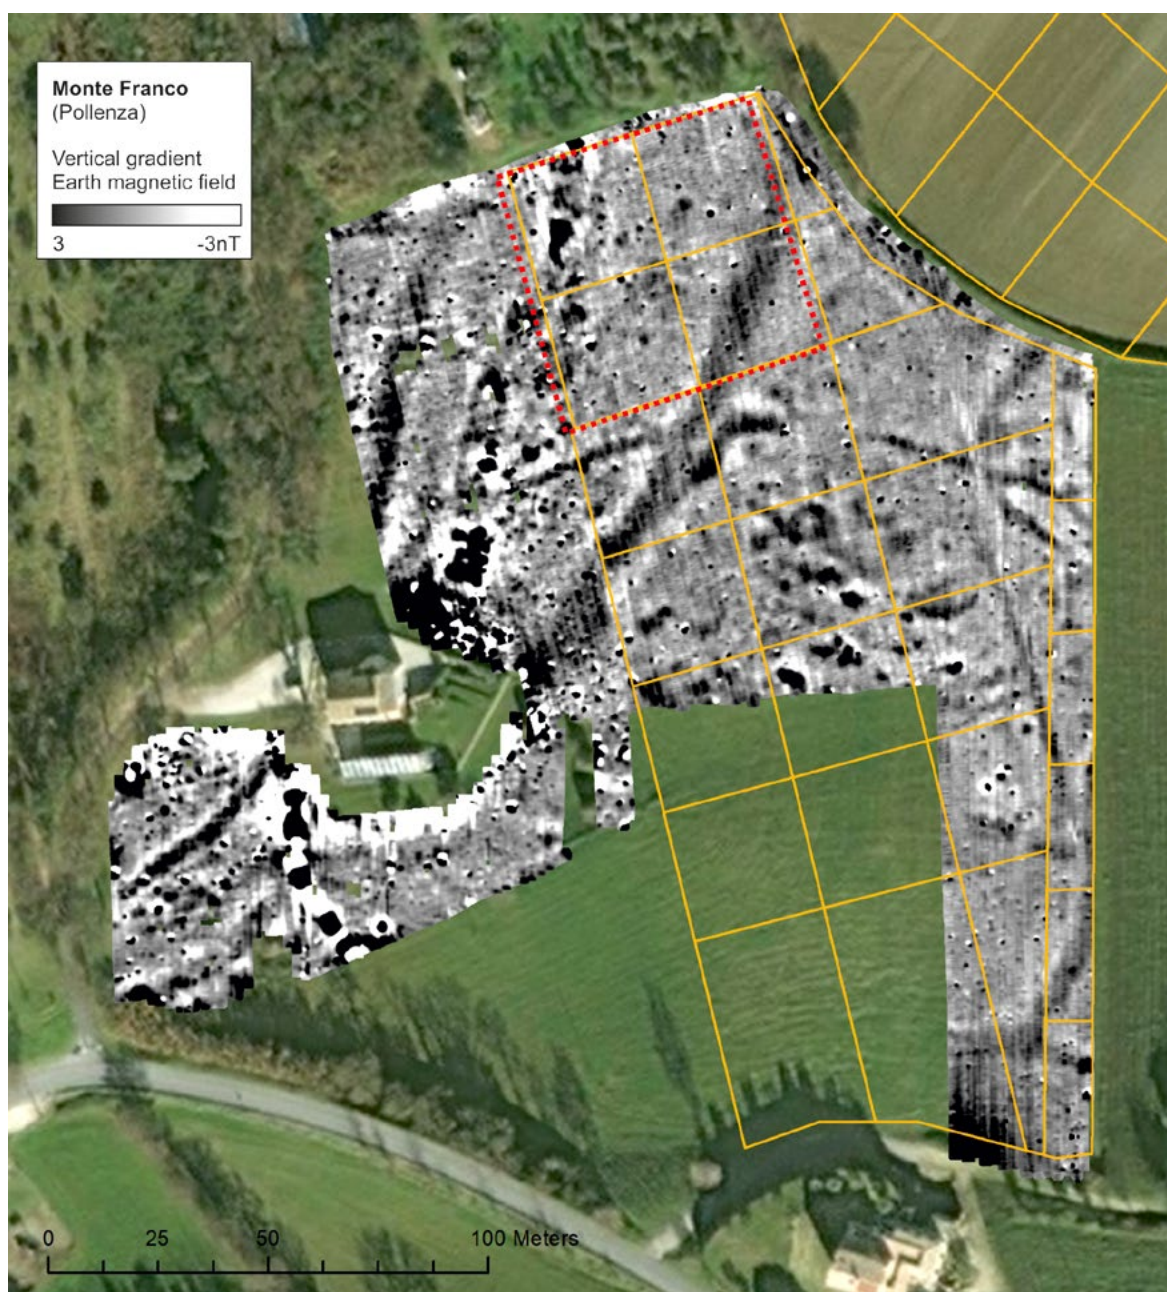 Monte Franco
(Pollenza)
Vertical gradient
Earth magnetic field
3 -3nT
0 25 50 100 Meters